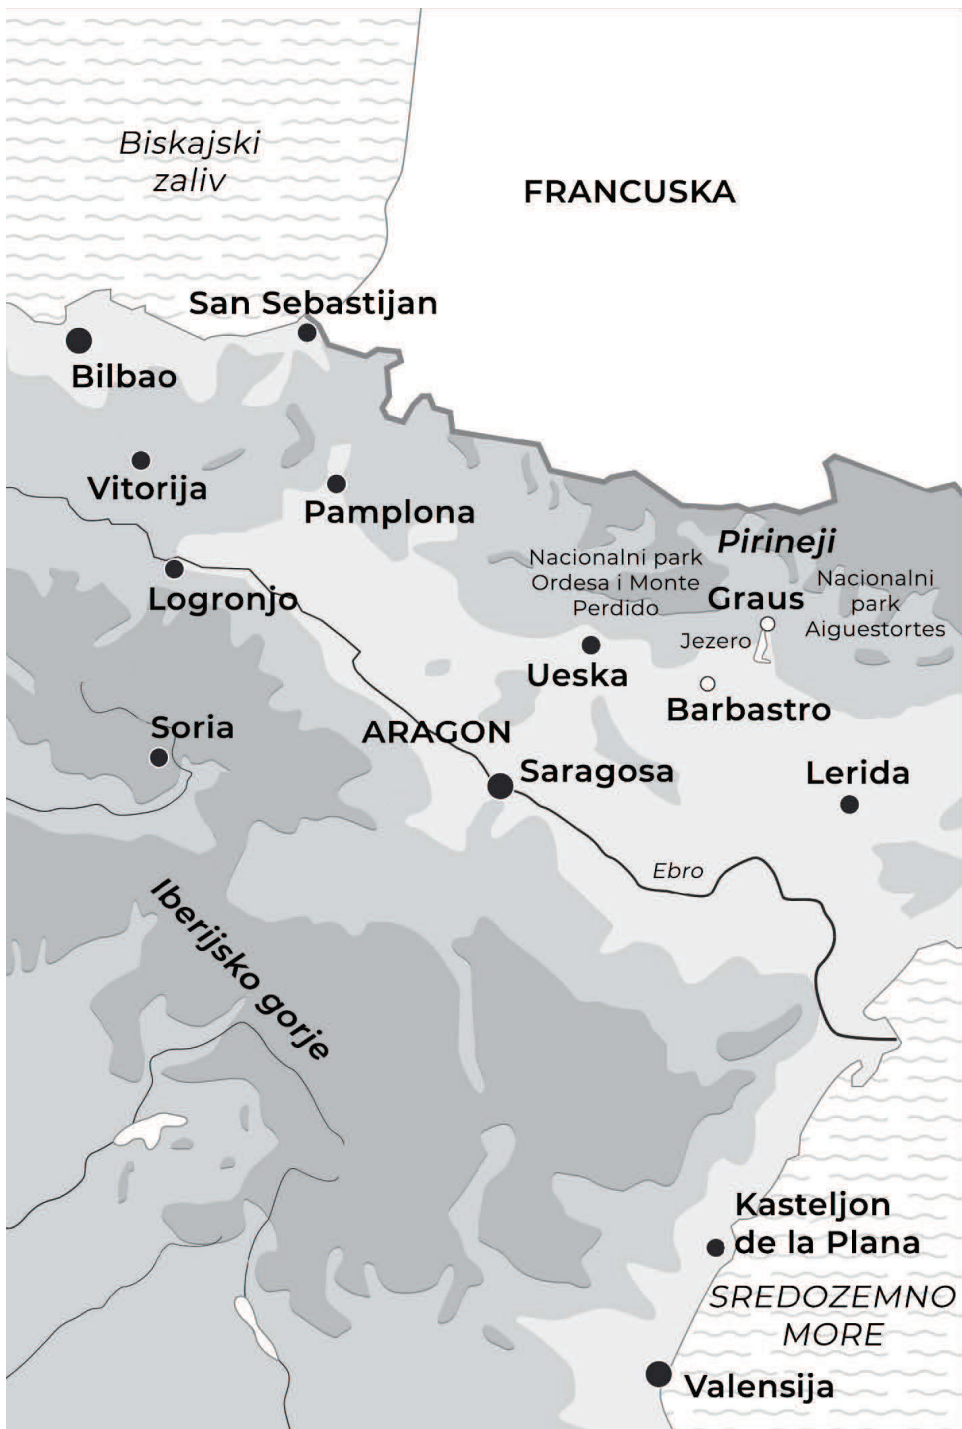 Biskajski
zaliv
FRANCUSKA
San Sebastijan
Bilbao
Vitorija
Pamplona
Pirineji
Nacionalni park
Ordesa i Monte
Perdido
Nacionalni
park
Aiguestortes
Logronjo
Graus
Jezero
Ueska
Barbastro
Soria
ARAGON
Saragosa
Lerida
Ebro
Iberijsko gorje
Kasteljon
de la Plana
SREDOZEMNO
MORE
Valensija